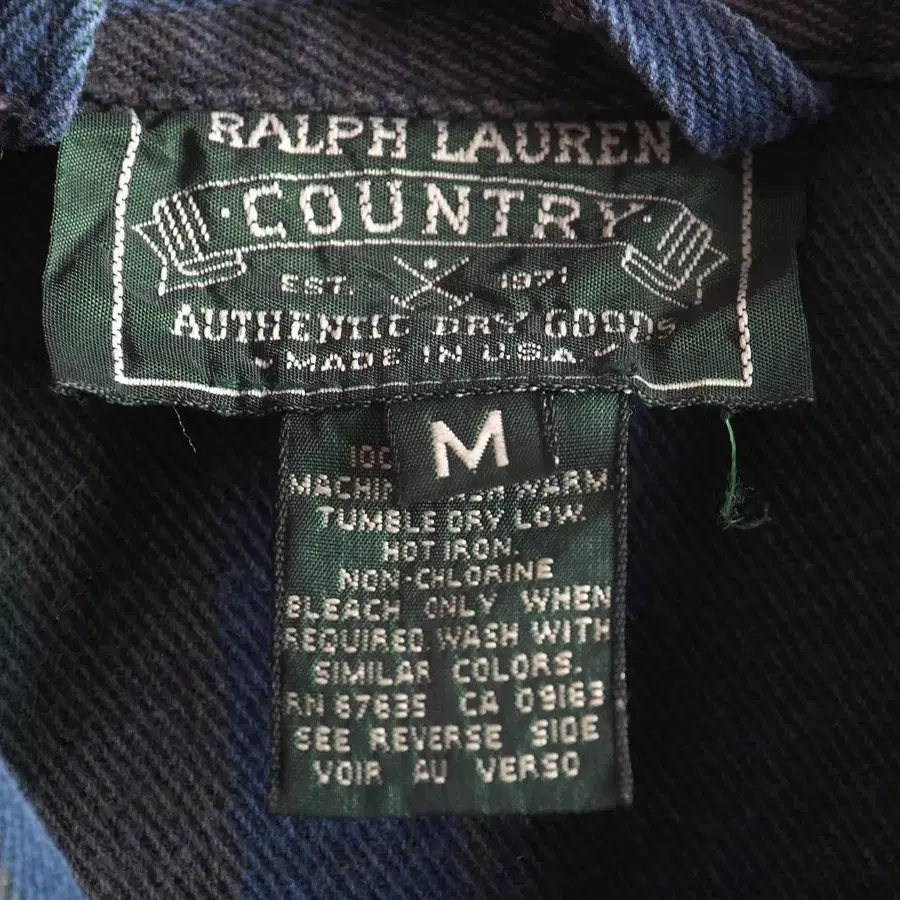 RALPH LAUREN
·COUNTRY·
EST. 1971
AUTHENTIC DRY GOODS
MADE IN U.S.A
M
WARM.
TUMBLE DRY LOW.
HOT IRON.
NON-CHLORINE
BLEACH ONLY WHEN
REQUIRED WASH WITH
SIMILAR COLORS.
RN 67635 CA 09163
SEE REVERSE SIDE
VOIR AU VERSO